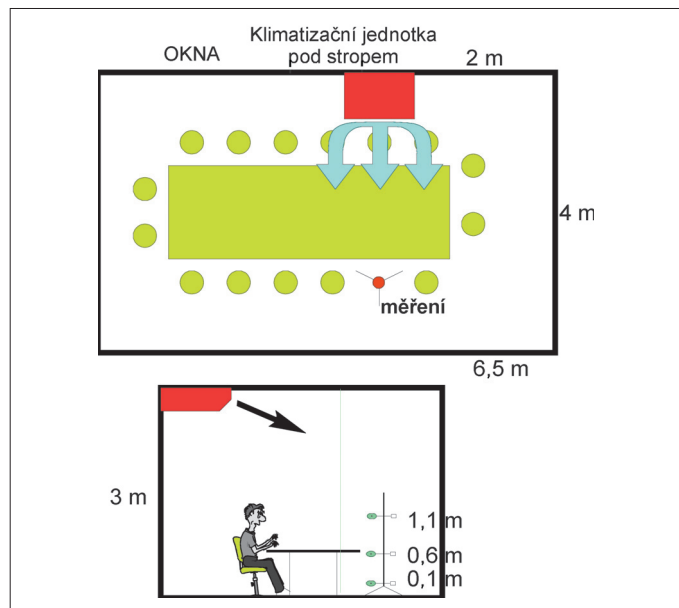 Klimatizační jednotka
OKNA
pod stropem
2 m
4 m
měření
6,5 m
3 m
1,1 m
0,6 m
0,1 m